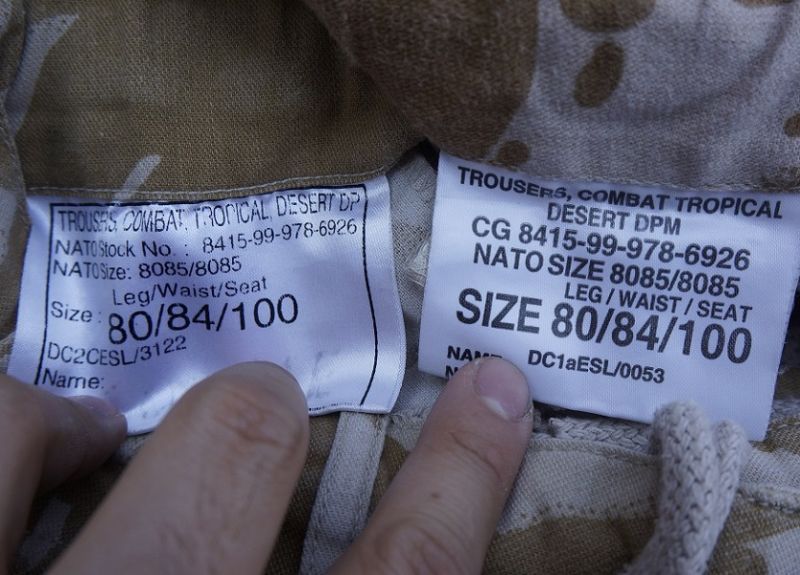 TROUSERS, COMBAT, TROPICAL, DESERT DP
NATO Stock No. : 8415-99-978-6926
NATO Size: 8085/8085
Leg/Waist/Seat
Size: 80/84/100
DC2CESL/3122
Name:
TROUSERS, COMBAT TROPICAL
DESERT DPM
CG 8415-99-978-6926
NATO SIZE 8085/8085
LEG / WAIST / SEAT
SIZE 80/84/100
DC1aESL/0053